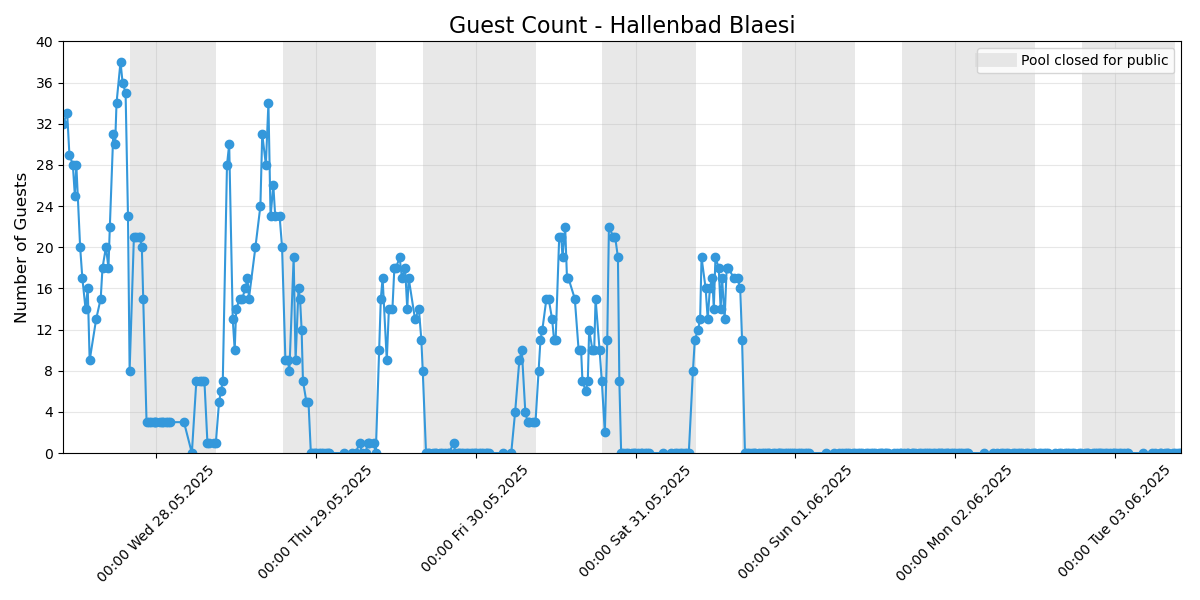 Guest Count - Hallenbad Blaesi
Pool closed for public
Number of Guests
40
36
32
28
24
20
16
12
8
4
0
00:00 Wed 28.05.2025
00:00 Thu 29.05.2025
00:00 Fri 30.05.2025
00:00 Sat 31.05.2025
00:00 Sun 01.06.2025
00:00 Mon 02.06.2025
00:00 Tue 03.06.2025